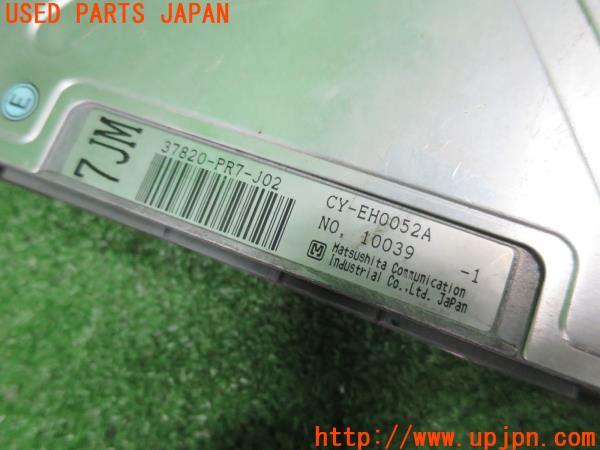 USED PARTS JAPAN
E
7JM
37820-PR7-J02
CY-EH0052A
NO, 10039 -1
M Matsushita Communication
Industrial Co.,Ltd. Japan
http://www.upjpn.com/